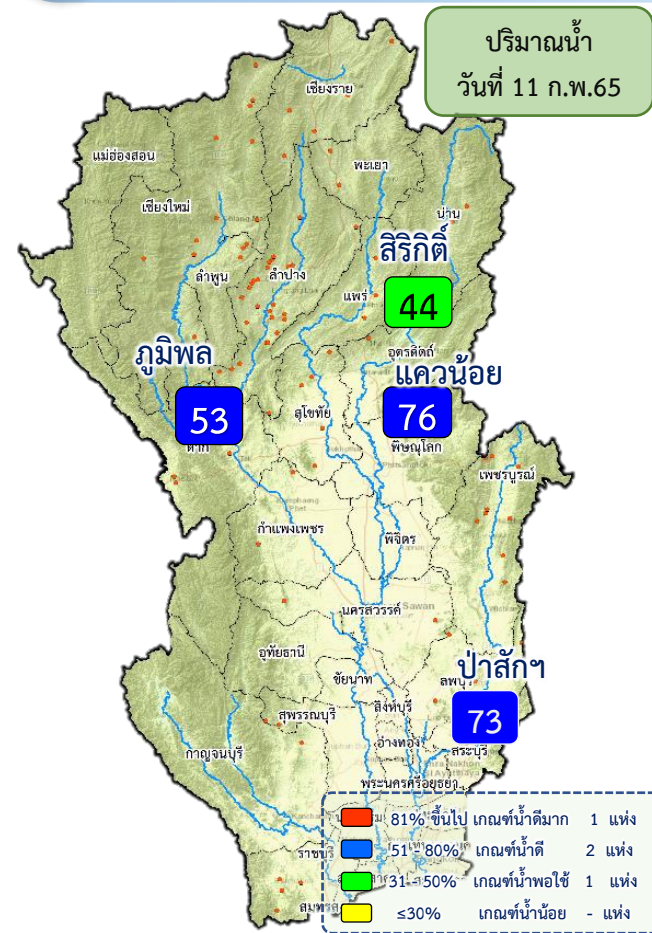 ปริมาณน้ำ
วันที่ 11 ก.พ.65
เชียงราย
แม่ฮ่องสอน
พะเยา
เชียงใหม่
น่าน
สิริกิติ์
ลำพูน
ลำปาง
แพร่
44
อุตรดิตถ์
ภูมิพล
แควน้อย
53
สุโขทัย
76
ตาก
พิษณุโลก
เพชรบูรณ์
กำแพงเพชร
พิจิตร
นครสวรรค์
Sawan
อุทัยธานี
ป่าสักฯ
ชัยนาท
ลพบุรี
สิงห์บุรี
สุพรรณบุรี
73
อ่างทอง
สระบุรี
กาญจนบุรี
พระนครศรีอยุธยา
81% ขึ้นไป เกณฑ์น้ำดีมาก 1 แห่ง
51 - 80% เกณฑ์น้ำดี 2 แห่ง
ราชบุรี
31 - 50% เกณฑ์น้ำพอใช้ 1 แห่ง
≤30% เกณฑ์น้ำน้อย - แห่ง